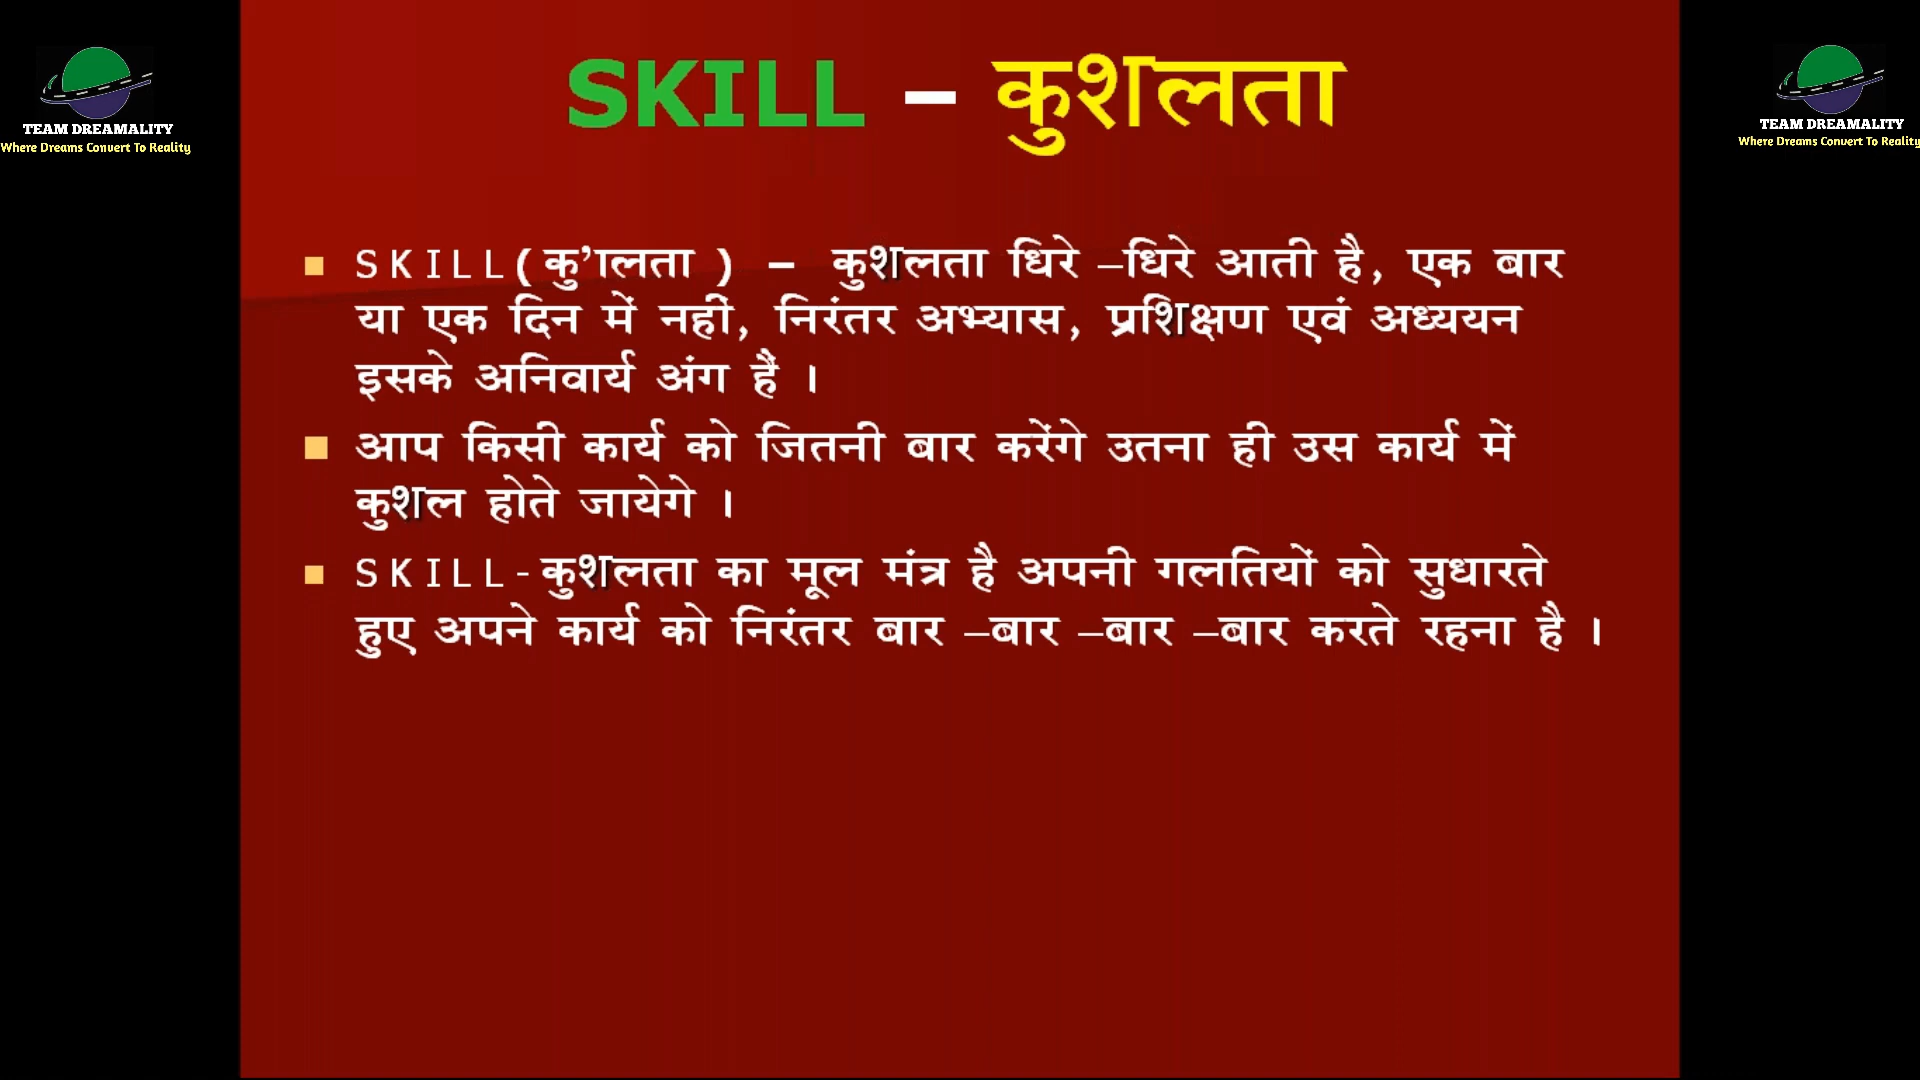 TEAM DREAMALITY
Where Dreams Convert To Reality
SKILL – कुशलता
TEAM DREAMALITY
Where Dreams Convert To Reality
SKILL(कु’ालता ) – कुशलता धिरे –धिरे आती है, एक बार
या एक दिन में नहीं, निरंतर अभ्यास, प्रशिक्षण एवं अध्ययन
इसके अनिवार्य अंग हैं ।
आप किसी कार्य को जितनी बार करेंगे उतना ही उस कार्य में
कुशल होते जायेगे ।
SKILL-कुशलता का मूल मंत्र है अपनी गलतियों को सुधारते
हुए अपने कार्य को निरंतर बार –बार –बार –बार करते रहना है ।